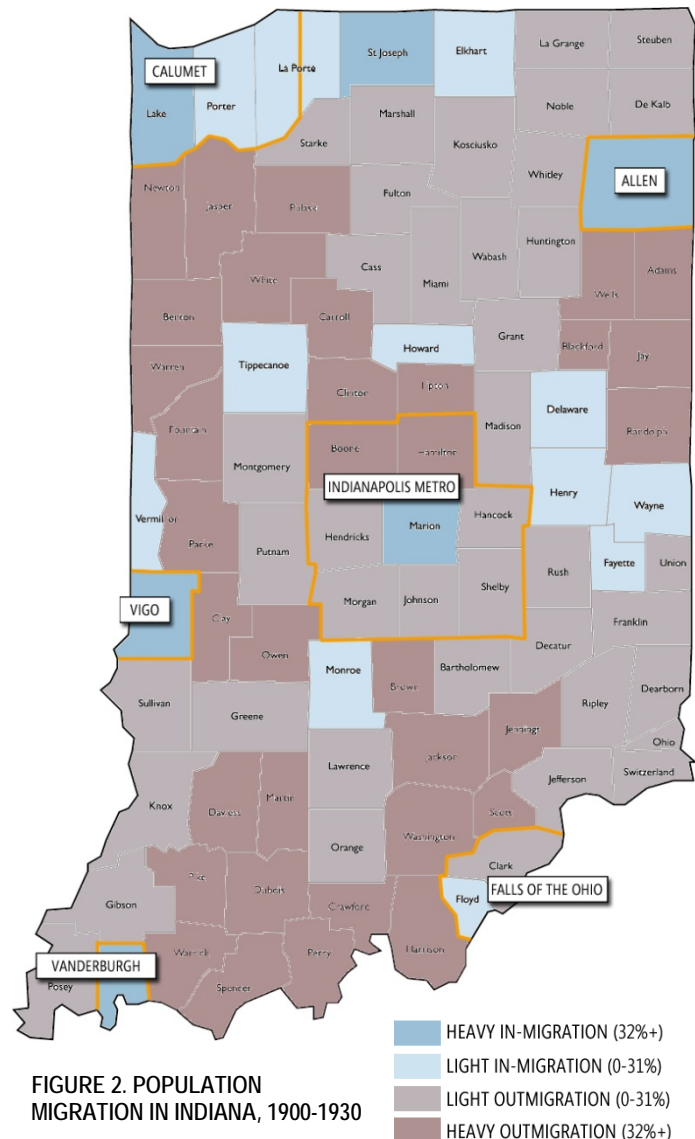 St Joseph
Elkhart
La Grange
Steuben
La Porte
CALUMET
Lake
Porter
Marshall
Noble
De Kalb
Starke
Kosciusko
Whitley
ALLEN
Newton
Jasper
Pulaski
Fulton
Huntington
Wabash
Miami
Cass
White
Adams
Wells
Benton
Carroll
Grant
Howard
Blackford
Jay
Warren
Tippecanoe
Clinton
Tipton
Delaware
Madison
Randolph
Fountain
Montgomery
Boone
Hamilton
INDIANAPOLIS METRO
Henry
Wayne
Vermillion
Parke
Putnam
Hendricks
Marion
Hancock
Fayette
Union
Rush
VIGO
Morgan
Johnson
Shelby
Clay
Owen
Franklin
Decatur
Monroe
Brown
Bartholomew
Sullivan
Greene
Ripley
Dearborn
Jennings
Ohio
Lawrence
Jackson
Switzerland
Jefferson
Knox
Daviess
Martin
Scott
Orange
Washington
Clark
Pike
Dubois
Crawford
Floyd
FALLS OF THE OHIO
Gibson
Harrison
Warrick
Perry
VANDERBURGH
Posey
Spencer
HEAVY IN-MIGRATION (32%+)
LIGHT IN-MIGRATION (0-31%)
LIGHT OUTMIGRATION (0-31%)
HEAVY OUTMIGRATION (32%+)
FIGURE 2. POPULATION
MIGRATION IN INDIANA, 1900-1930